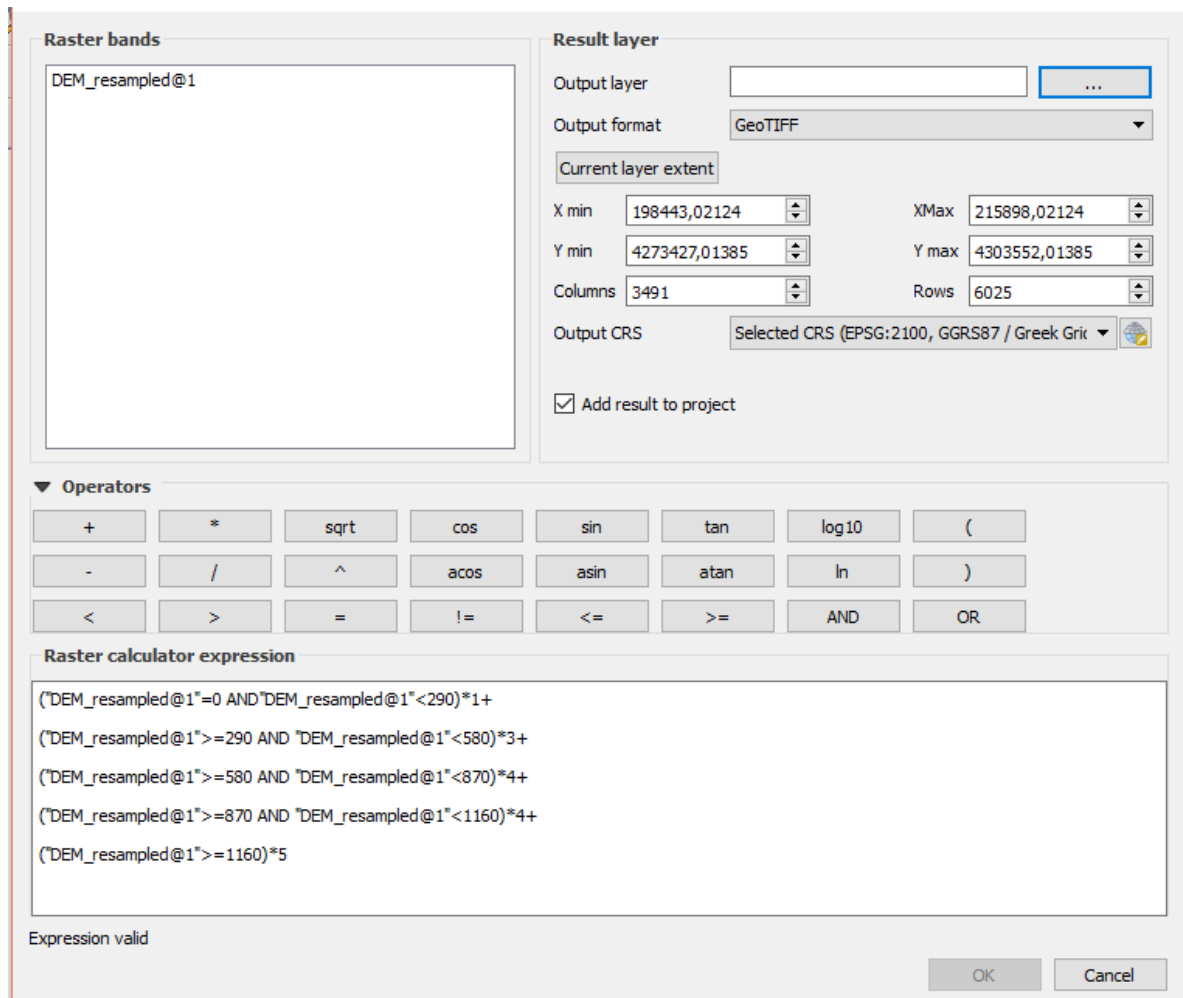 Raster bands
DEM_resampled@1
Result layer
Output layer ...
Output format GeoTIFF
Current layer extent
X min 198443,02124 XMax 215898,02124
Y min 4273427,01385 Y max 4303552,01385
Columns 3491 Rows 6025
Output CRS Selected CRS (EPSG:2100, GGRS87 / Greek Gric
Add result to project
Operators
+ * sqrt cos sin tan log10 (
- / ^ acos asin atan ln )
< > = != <= >= AND OR
Raster calculator expression
("DEM_resampled@1"=0 AND"DEM_resampled@1"<290)*1+
("DEM_resampled@1">=290 AND "DEM_resampled@1"<580)*3+
("DEM_resampled@1">=580 AND "DEM_resampled@1"<870)*4+
("DEM_resampled@1">=870 AND "DEM_resampled@1"<1160)*4+
("DEM_resampled@1">=1160)*5
Expression valid
OK Cancel